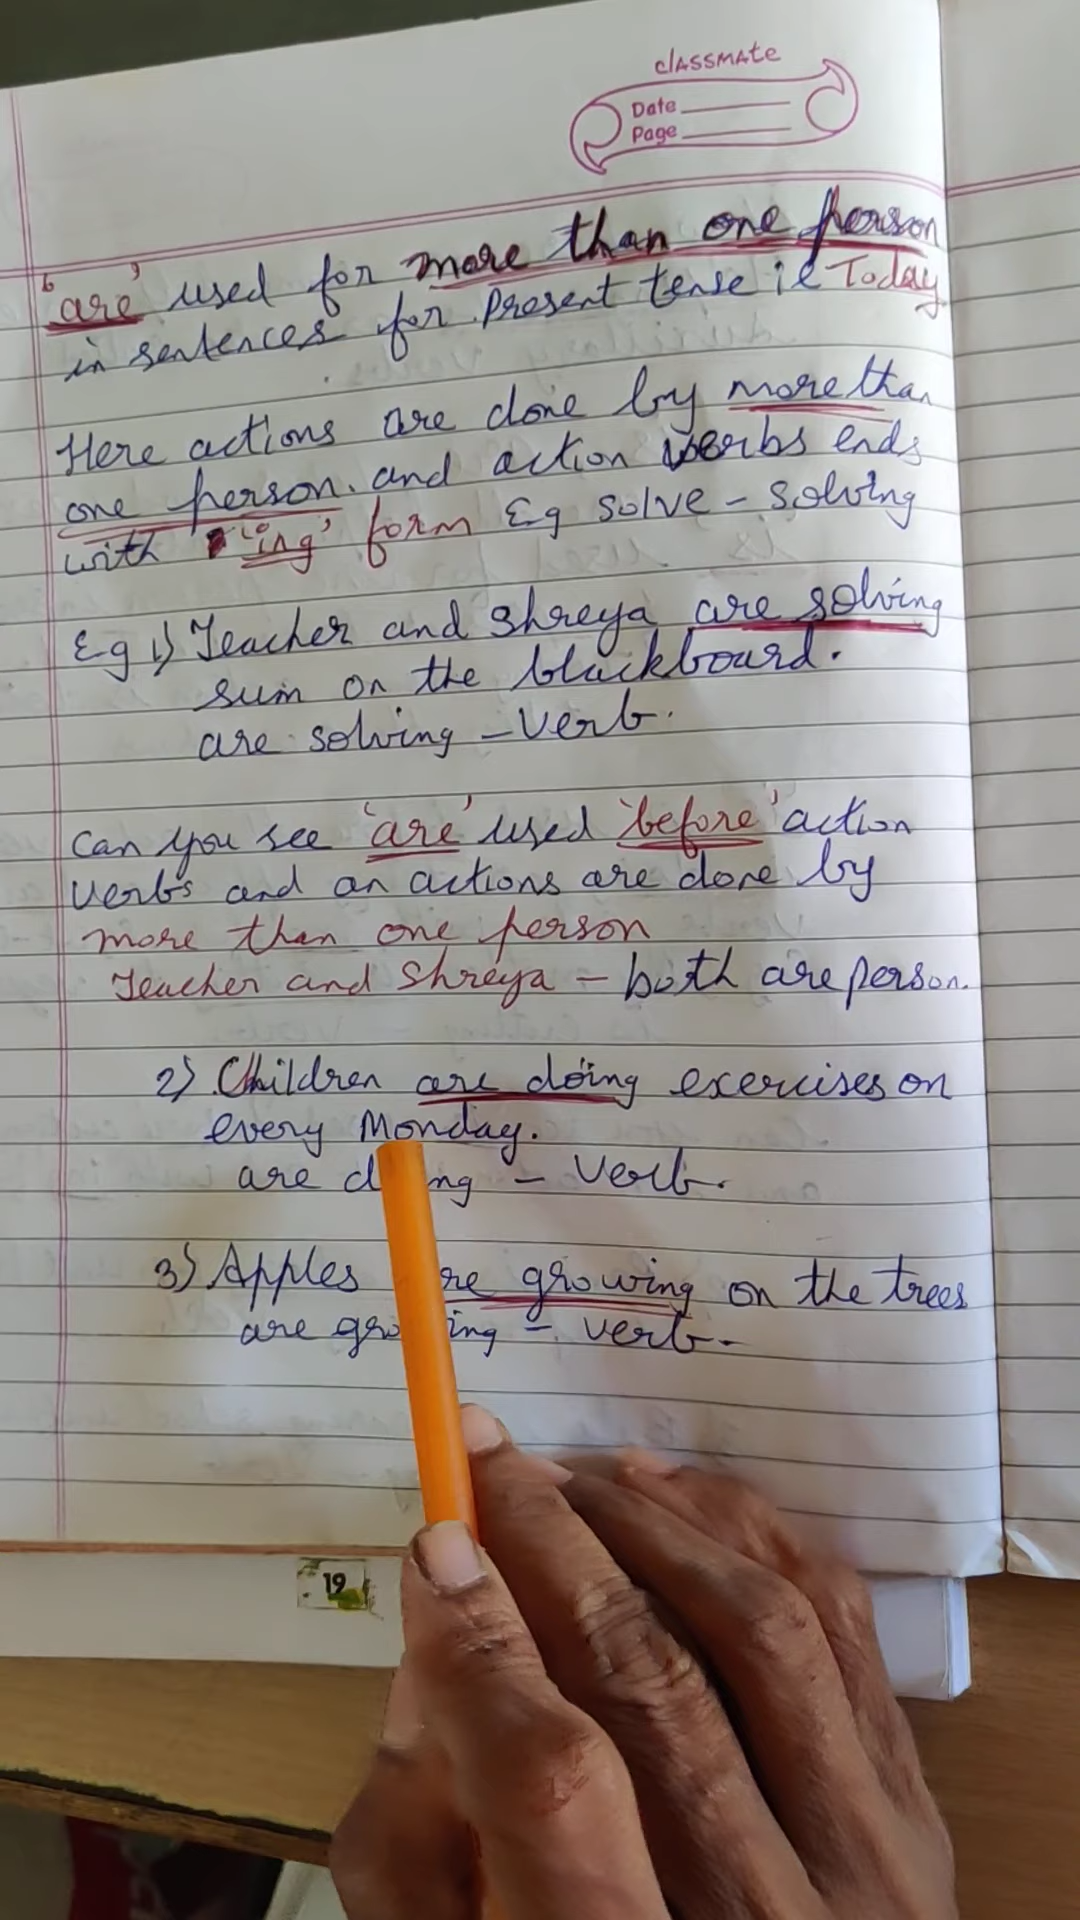 classmate
Date
Page
'are' used for more than one person
in sentences for Present tense ie Today
Here actions are done by more than
one person. and action verbs ends
with 'ing' form Eg solve - solving
Eg 1) Teacher and Shreya are solving
sum on the blackboard.
are solving - verb.
Can you see 'are' used 'before' action
verbs and an actions are done by
more than one person
Teacher and Shreya - both are person.
2) Children are doing exercises on
every Monday.
are d ng - verb.
3) Apples re growing on the trees
are gro ing - verb -
19